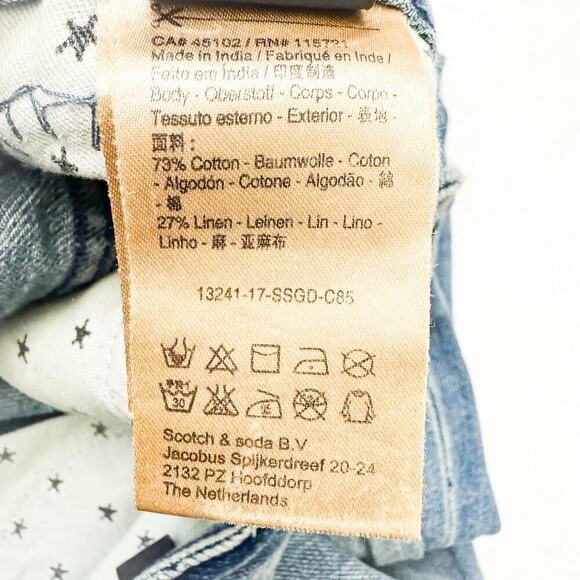 CA# 45102 / RN# 115721
Made in India / Fabriqué en Inde /
Feito em India / 印度制造
Body - Oberstoff - Corps - Corpo -
Tessuto esterno - Exterior - 表地 -
面料：
73% Cotton - Baumwolle - Coton
- Algodón - Cotone - Algodão - 綿
- 棉
27% Linen - Leinen - Lin - Lino -
Linho - 麻 - 亚麻布
13241-17-SSGD-C85
30
Scotch & soda B.V
Jacobus Spijkerdreef 20-24
2132 PZ Hoofddorp
The Netherlands